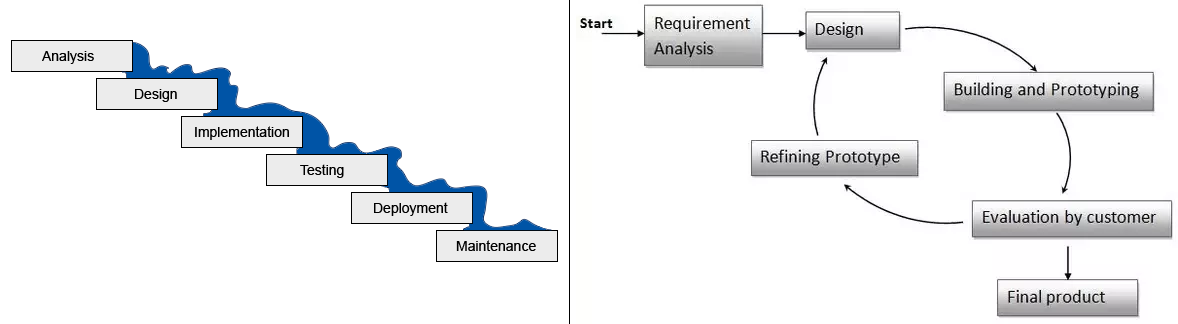 Analysis
Design
Implementation
Testing
Deployment
Maintenance
Start
Requirement
Analysis
Design
Building and Prototyping
Refining Prototype
Evaluation by customer
Final product